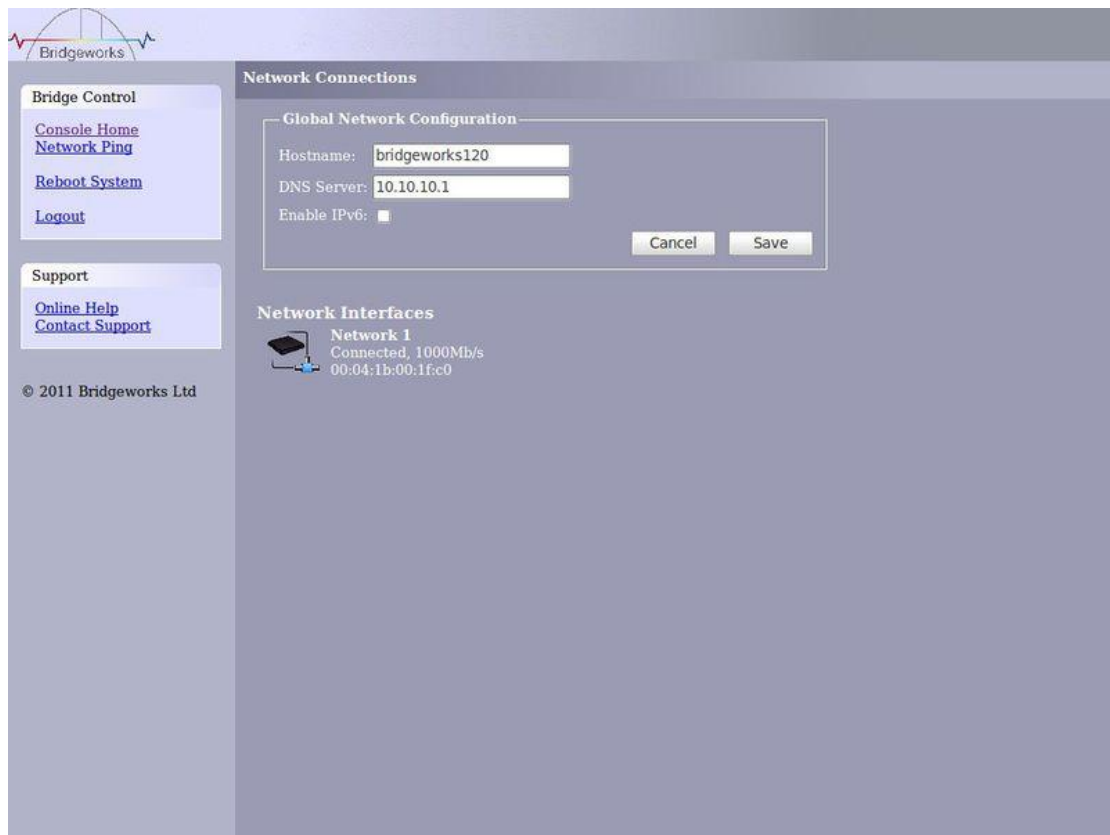 Bridgeworks
Network Connections
Bridge Control
Console Home
Network Ping
Reboot System
Logout
Support
Online Help
Contact Support
© 2011 Bridgeworks Ltd
Global Network Configuration
Hostname: bridgeworks120
DNS Server: 10.10.10.1
Enable IPv6:
Cancel Save
Network Interfaces
Network 1
Connected, 1000Mb/s
00:04:1b:00:1f:c0